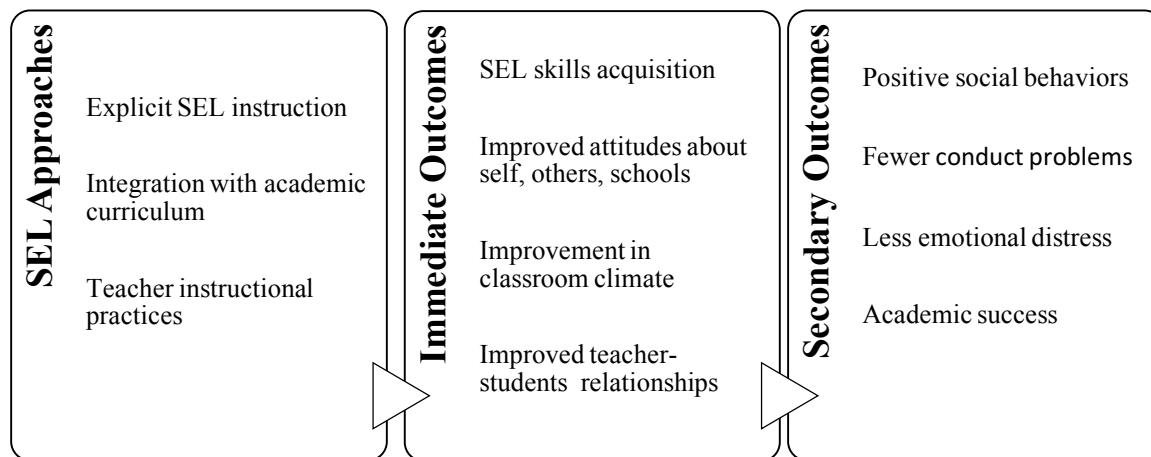 SEL Approaches
Explicit SEL instruction
Integration with academic
curriculum
Teacher instructional
practices
Immediate Outcomes
SEL skills acquisition
Improved attitudes about
self, others, schools
Improvement in
classroom climate
Improved teacher-
students relationships
Secondary Outcomes
Positive social behaviors
Fewer conduct problems
Less emotional distress
Academic success